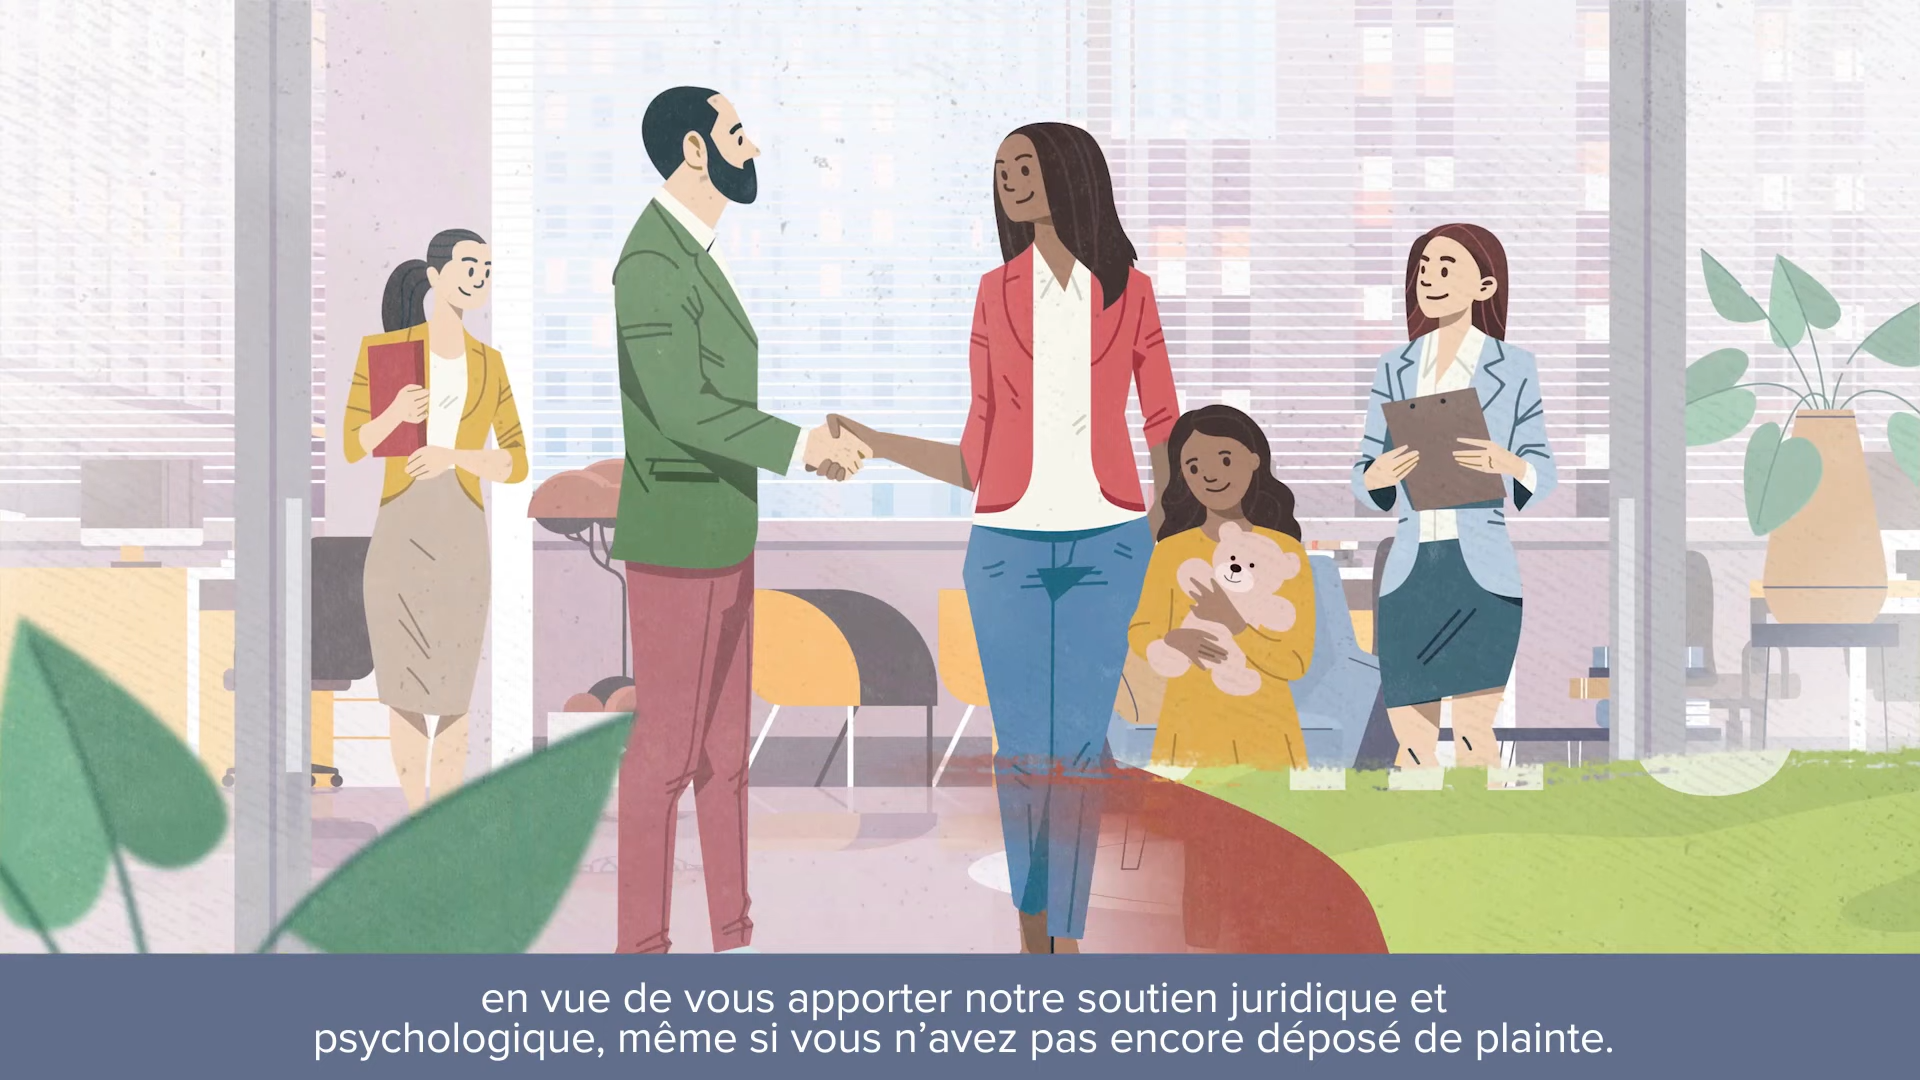 en vue de vous apporter notre soutien juridique et
psychologique, même si vous n’avez pas encore déposé de plainte.